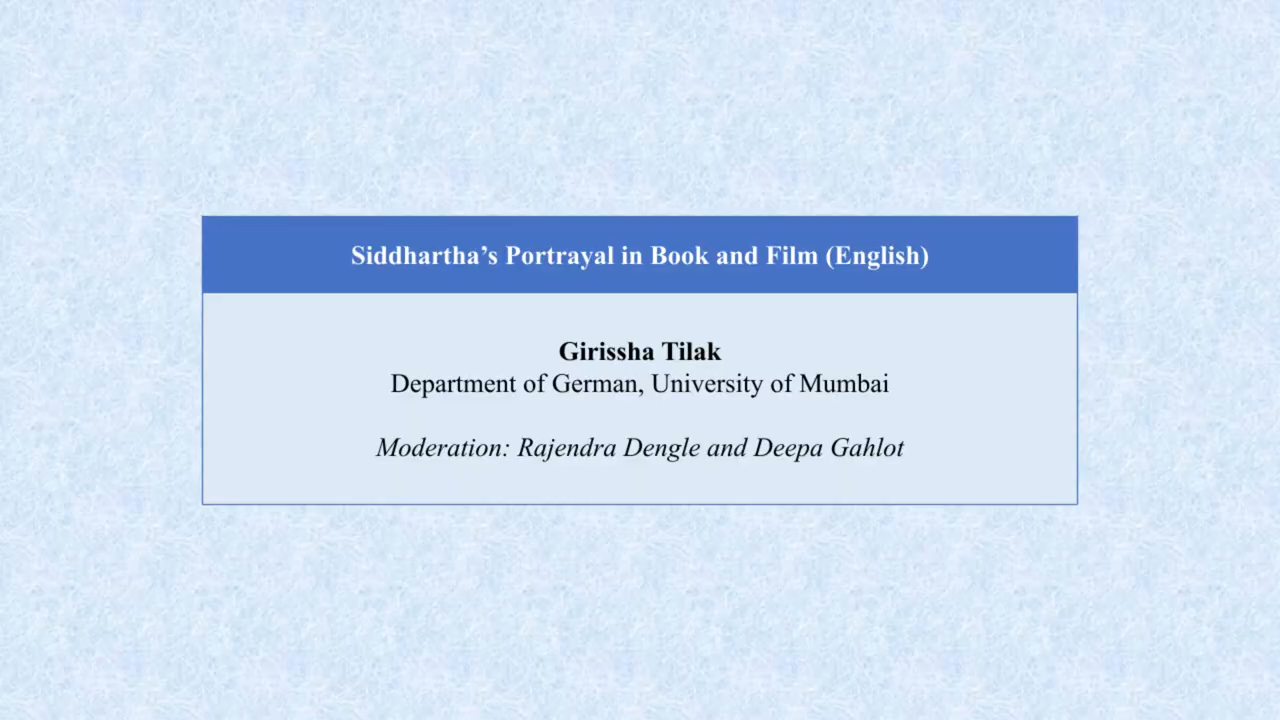 Siddhartha’s Portrayal in Book and Film (English)
Girissha Tilak
Department of German, University of Mumbai
Moderation: Rajendra Dengle and Deepa Gahlot